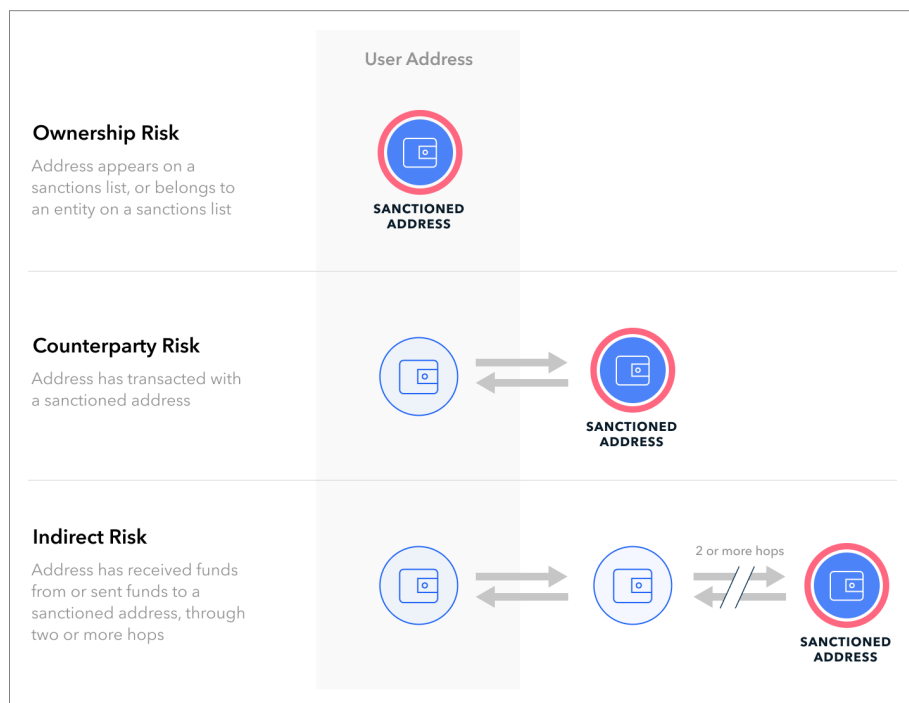 User Address
Ownership Risk
Address appears on a
sanctions list, or belongs to
an entity on a sanctions list
SANCTIONED
ADDRESS
Counterparty Risk
Address has transacted with
a sanctioned address
SANCTIONED
ADDRESS
Indirect Risk
Address has received funds
from or sent funds to a
sanctioned address, through
two or more hops
2 or more hops
SANCTIONED
ADDRESS